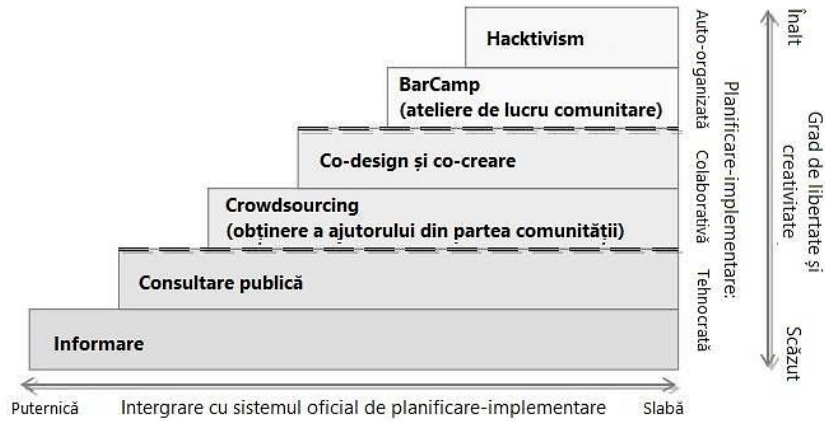 Hacktivism
BarCamp
(ateliere de lucru comunitare)
Co-design și co-creare
Crowdsourcing
(obținere a ajutorului din partea comunității)
Consultare publică
Informare
Auto-organizată
Colaborativă
Tehnocrată
Planificare-implementare:
Înalt
Grad de libertate și
creativitate
Scăzut
Puternică
Intergrare cu sistemul oficial de planificare-implementare
Slabă